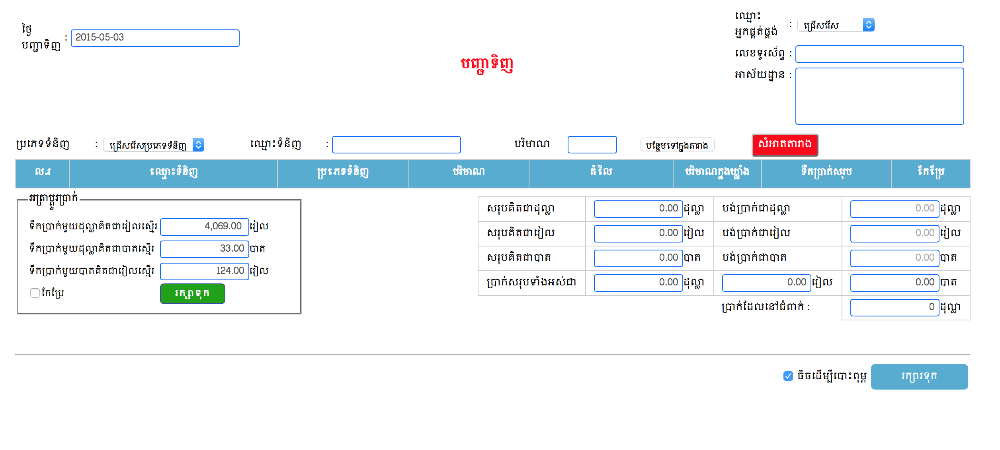 ថ្ងៃ
បញ្ជាទិញ : 2015-05-03
ឈ្មោះ
អ្នកផ្គត់ផ្គង់ : ជ្រើសរើស
លេខទូរស័ព្ទ :
អាស័យដ្ឋាន :
បញ្ជាទិញ
ប្រភេទទំនិញ : ជ្រើសរើសប្រភេទទំនិញ ឈ្មោះទំនិញ : បរិមាណ បន្ថែមទៅក្នុងតារាង សំអាតតារាង
ល.រ ឈ្មោះទំនិញ ប្រភេទទំនិញ បរិមាណ តំលៃ បរិមាណក្នុងឃ្លាំង ទឹកប្រាក់សរុប កែប្រែ
អត្រាប្តូរប្រាក់
ទឹកប្រាក់មួយដុល្លាគិតជារៀលស្មើរ 4,069.00 រៀល
ទឹកប្រាក់មួយដុល្លាគិតជាបាតស្មើរ 33.00 បាត
ទឹកប្រាក់មួយបាតគិតជារៀលស្មើរ 124.00 រៀល
កែប្រែ រក្សាទុក
សរុបគិតជាដុល្លា 0.00 ដុល្លា បង់ប្រាក់ជាដុល្លា 0.00 ដុល្លា
សរុបគិតជារៀល 0.00 រៀល បង់ប្រាក់ជារៀល 0.00 រៀល
សរុបគិតជាបាត 0.00 បាត បង់ប្រាក់ជាបាត 0.00 បាត
ប្រាក់សរុបទាំងអស់ជា 0.00 ដុល្លា 0.00 រៀល 0.00 បាត
ប្រាក់ដែលនៅជំពាក់ : 0 ដុល្លា
ធិចដើម្បីបោះពុម្ភ រក្សារទុក